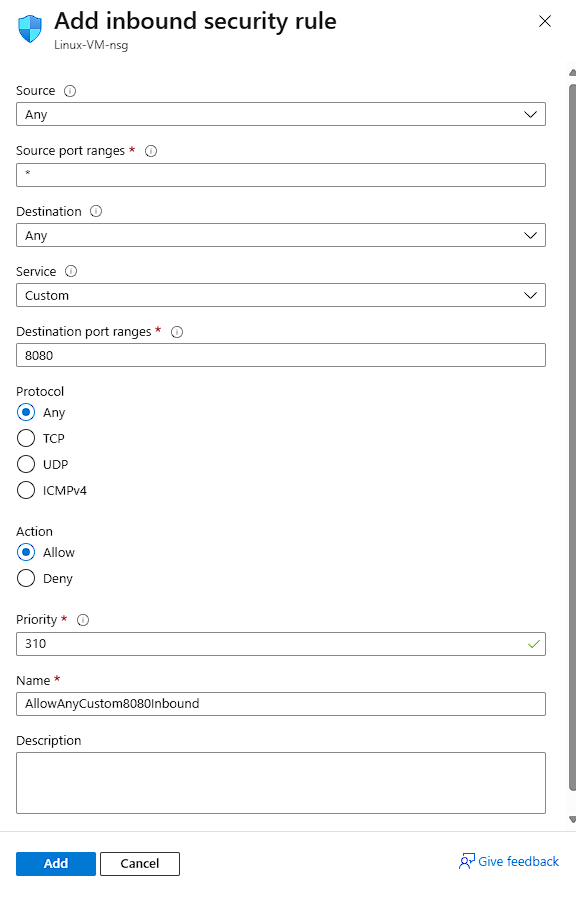 Add inbound security rule
Linux-VM-nsg
Source
Any
Source port ranges *
*
Destination
Any
Service
Custom
Destination port ranges *
8080
Protocol
Any
TCP
UDP
ICMPv4
Action
Allow
Deny
Priority *
310
Name *
AllowAnyCustom8080Inbound
Description
Add
Cancel
Give feedback